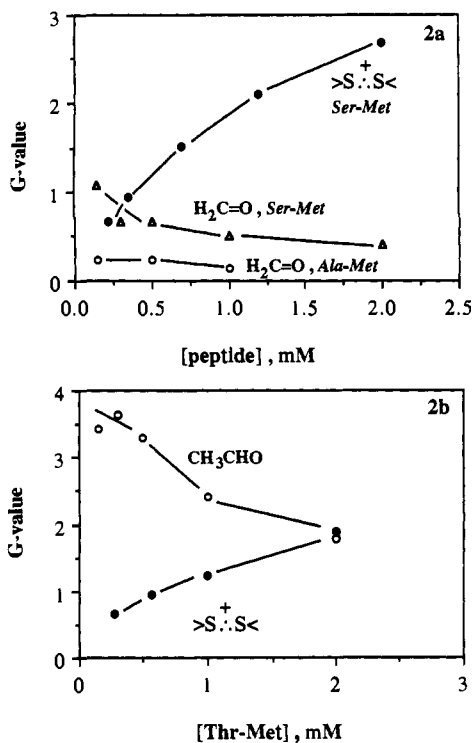 2a
3
2
1
0
G-value
+
>S∴S<
Ser-Met
H2C=O , Ser-Met
H2C=O , Ala-Met
0.0 0.5 1.0 1.5 2.0 2.5
[peptide] , mM
2b
4
3
2
1
0
G-value
CH3CHO
+
>S∴S<
0 1 2 3
[Thr-Met], mM